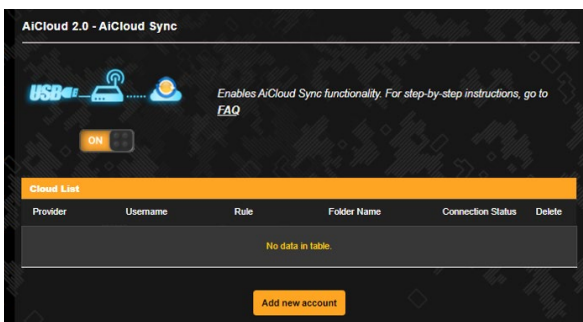 AiCloud 2.0 - AiCloud Sync
USB
Enables AiCloud Sync functionality. For step-by-step instructions, go to
FAQ
ON
Cloud List
Provider Username Rule Folder Name Connection Status Delete
No data in table.
Add new account